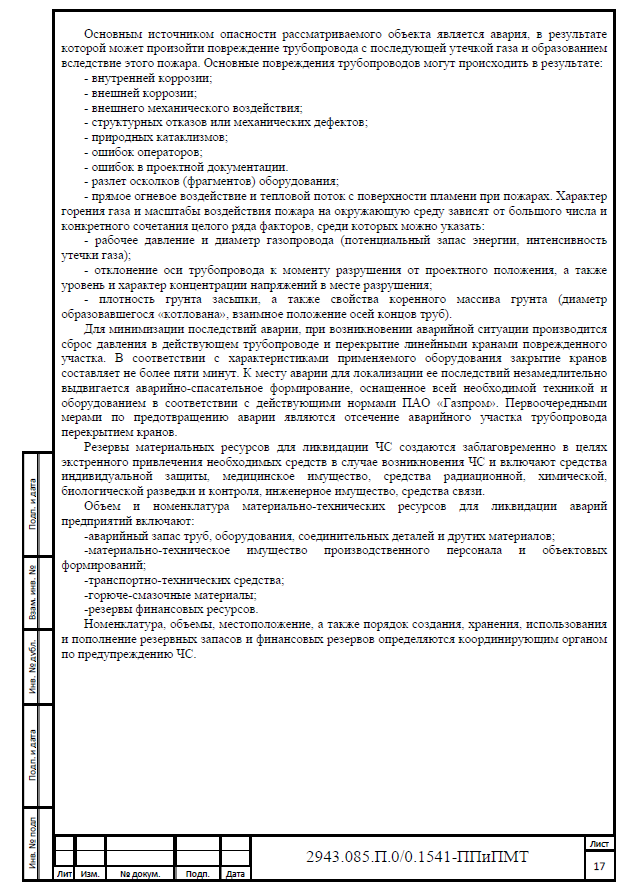 Основным источником опасности рассматриваемого объекта является авария, в результате
которой может произойти повреждение трубопровода с последующей утечкой газа и образованием
вследствие этого пожара. Основные повреждения трубопроводов могут происходить в результате:
- внутренней коррозии;
- внешней коррозии;
- внешнего механического воздействия;
- структурных отказов или механических дефектов;
- природных катаклизмов;
- ошибок операторов;
- ошибок в проектной документации.
- разлет осколков (фрагментов) оборудования;
- прямое огневое воздействие и тепловой поток с поверхности пламени при пожарах. Характер
горения газа и масштабы воздействия пожара на окружающую среду зависят от большого числа и
конкретного сочетания целого ряда факторов, среди которых можно указать:
- рабочее давление и диаметр газопровода (потенциальный запас энергии, интенсивность
утечки газа);
- отклонение оси трубопровода к моменту разрушения от проектного положения, а также
уровень и характер концентрации напряжений в месте разрушения;
- плотность грунта засыпки, а также свойства коренного массива грунта (диаметр
образовавшегося «котлована», взаимное положение осей концов труб).
Для минимизации последствий аварии, при возникновении аварийной ситуации производится
сброс давления в действующем трубопроводе и перекрытие линейными кранами поврежденного
участка. В соответствии с характеристиками применяемого оборудования закрытие кранов
составляет не более пяти минут. К месту аварии для локализации ее последствий незамедлительно
выдвигается аварийно-спасательное формирование, оснащенное всей необходимой техникой и
оборудованием в соответствии с действующими нормами ПАО «Газпром». Первоочередными
мерами по предотвращению аварии являются отсечение аварийного участка трубопровода
перекрытием кранов.
Резервы материальных ресурсов для ликвидации ЧС создаются заблаговременно в целях
экстренного привлечения необходимых средств в случае возникновения ЧС и включают средства
индивидуальной защиты, медицинское имущество, средства радиационной, химической,
биологической разведки и контроля, инженерное имущество, средства связи.
Объем и номенклатура материально-технических ресурсов для ликвидации аварий
предприятий включают:
-аварийный запас труб, оборудования, соединительных деталей и других материалов;
-материально-техническое имущество производственного персонала и объектовых
формирований;
-транспортно-технических средства;
-горюче-смазочные материалы;
-резервы финансовых ресурсов.
Номенклатура, объемы, местоположение, а также порядок создания, хранения, использования
и пополнение резервных запасов и финансовых резервов определяются координирующим органом
по предупреждению ЧС.
Подп. и дата
Взам. инв. №
Инв. № дубл.
Подп. и дата
Инв. № подп
Лит Изм. № докум. Подп. Дата
2943.085.П.0/0.1541-ППиПМТ
Лист
17